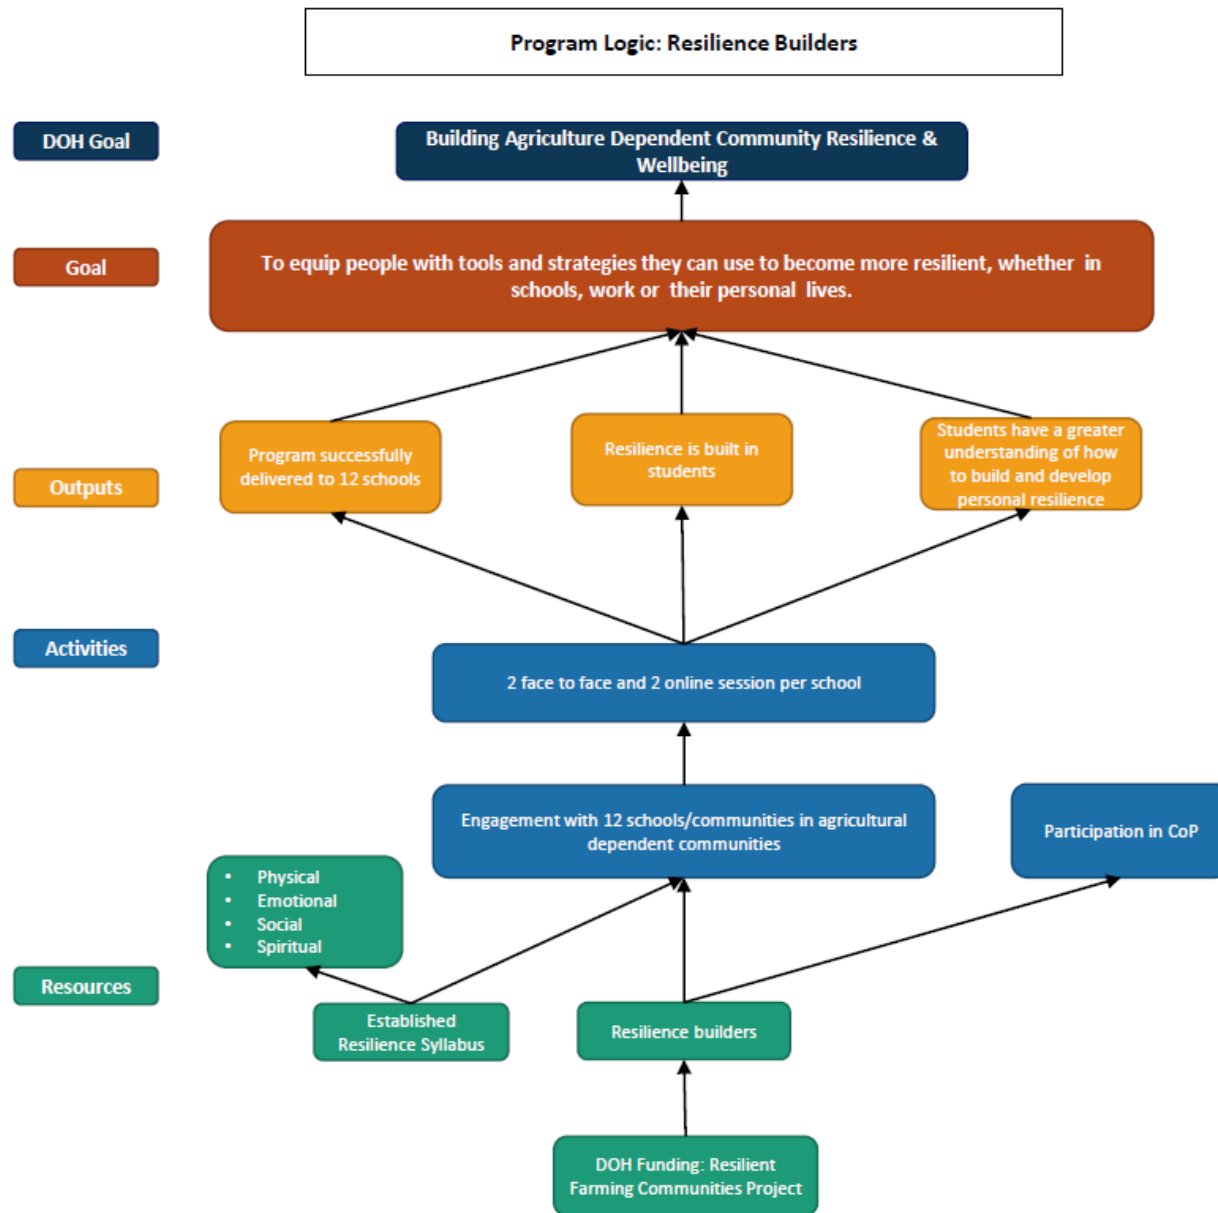 Program Logic: Resilience Builders
DOH Goal
Building Agriculture Dependent Community Resilience &
Wellbeing
Goal
To equip people with tools and strategies they can use to become more resilient, whether in
schools, work or their personal lives.
Outputs
Program successfully
delivered to 12 schools
Resilience is built in
students
Students have a greater
understanding of how
to build and develop
personal resilience
Activities
2 face to face and 2 online session per school
Engagement with 12 schools/communities in agricultural
dependent communities
Participation in CoP
• Physical
• Emotional
• Social
• Spiritual
Resources
Established
Resilience Syllabus
Resilience builders
DOH Funding: Resilient
Farming Communities Project